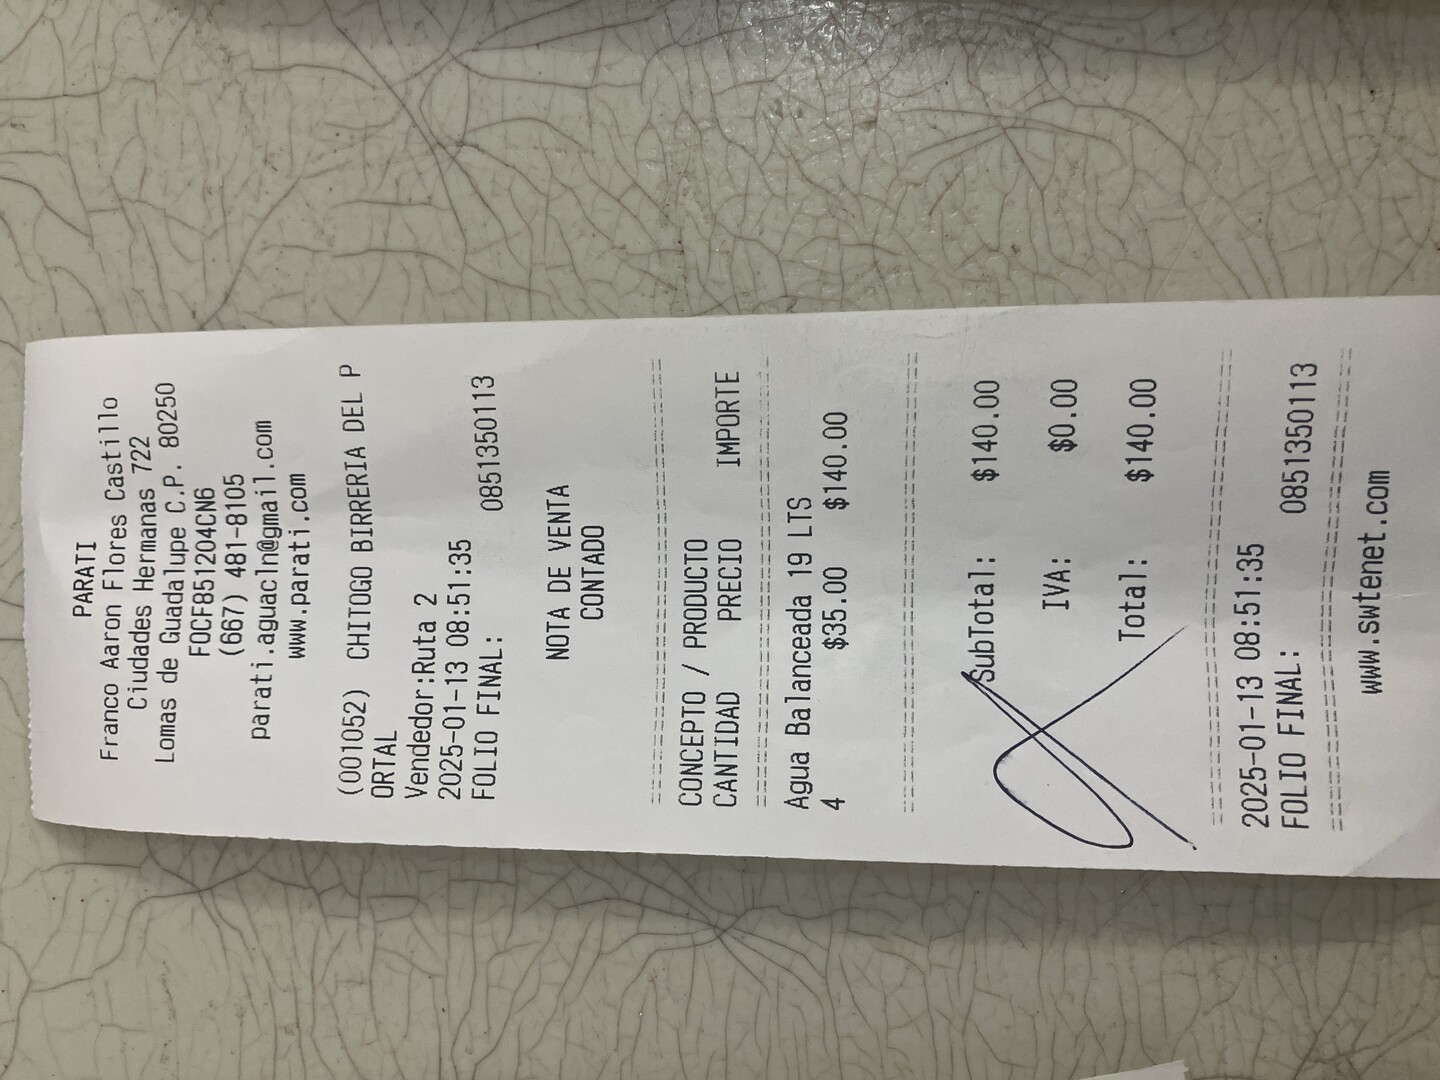 PARATI
Franco Aaron Flores Castillo
Ciudades Hermanas 722
Lomas de Guadalupe C.P. 80250
FOCF851204CN6
(667) 481-8105
parati.aguacln@gmail.com
www.parati.com
(001052) CHITOGO BIRRERIA DEL P
ORTAL
Vendedor:Ruta 2
2025-01-13 08:51:35
FOLIO FINAL: 0851350113
NOTA DE VENTA
CONTADO
CONCEPTO / PRODUCTO
CANTIDAD PRECIO IMPORTE
Agua Balanceada 19 LTS
4 $35.00 $140.00
SubTotal: $140.00
IVA: $0.00
Total: $140.00
2025-01-13 08:51:35
FOLIO FINAL: 0851350113
www.swtenet.com